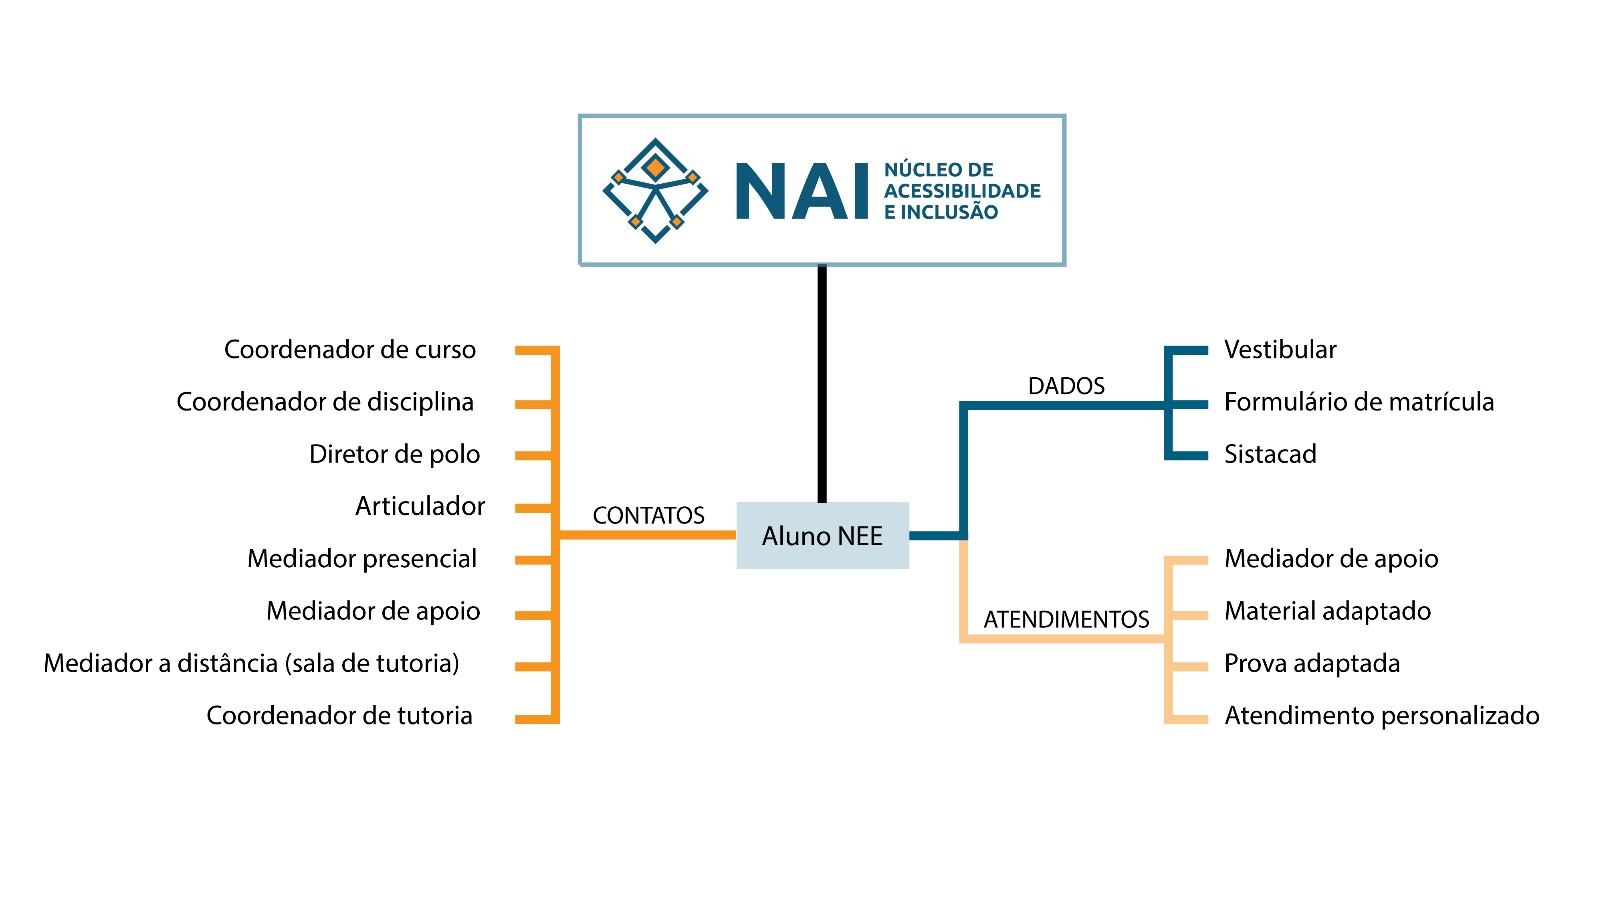 NAI
NÚCLEO DE
ACESSIBILIDADE
E INCLUSÃO
Aluno NEE
CONTATOS
Coordenador de curso
Coordenador de disciplina
Diretor de polo
Articulador
Mediador presencial
Mediador de apoio
Mediador a distância (sala de tutoria)
Coordenador de tutoria
DADOS
Vestibular
Formulário de matrícula
Sistacad
ATENDIMENTOS
Mediador de apoio
Material adaptado
Prova adaptada
Atendimento personalizado